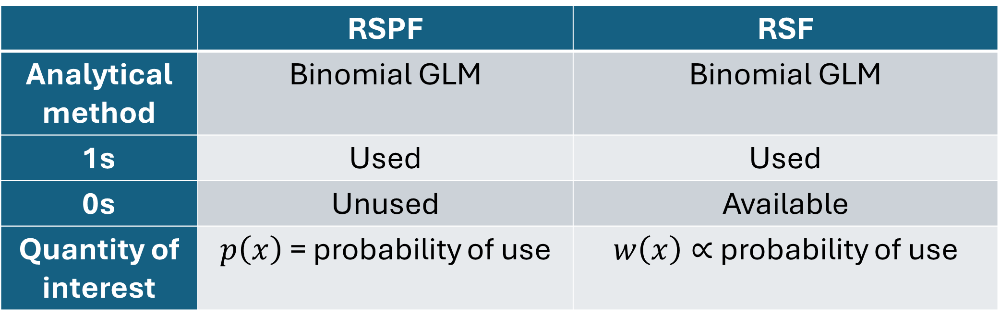 RSPF RSF
Analytical
method
Binomial GLM Binomial GLM
1s Used Used
0s Unused Available
Quantity of
interest
p(x) = probability of use w(x) ∝ probability of use